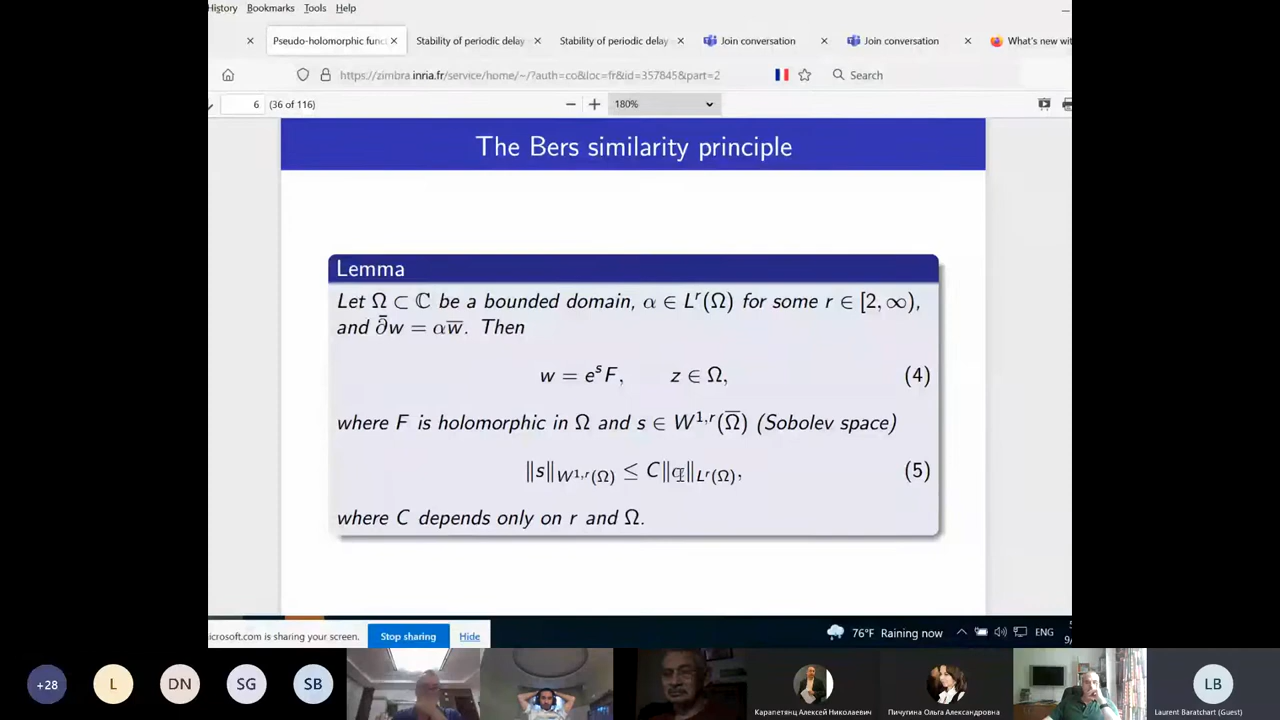 History Bookmarks Tools Help
Pseudo-holomorphic func × Stability of periodic delay × Stability of periodic delay × Join conversation × Join conversation × What's new wit
https://zimbra.inria.fr/service/home/~/?auth=co&loc=fr&id=357845&part=2 Search
6 (36 of 116) − + 180%
The Bers similarity principle
Lemma
Let Ω ⊂ ℂ be a bounded domain, α ∈ Lʳ(Ω) for some r ∈ [2, ∞),
and ∂̄w = αw̅. Then
w = eˢF, z ∈ Ω, (4)
where F is holomorphic in Ω and s ∈ W¹,ʳ(Ω̅) (Sobolev space)
‖s‖W¹,ʳ(Ω) ≤ C‖α‖Lʳ(Ω), (5)
where C depends only on r and Ω.
icrosoft.com is sharing your screen. Stop sharing Hide
76°F Raining now ENG
+28 L DN SG SB LB
Карапетянц Алексей Николаевич Пичугина Ольга Александровна Laurent Baratchart (Guest)